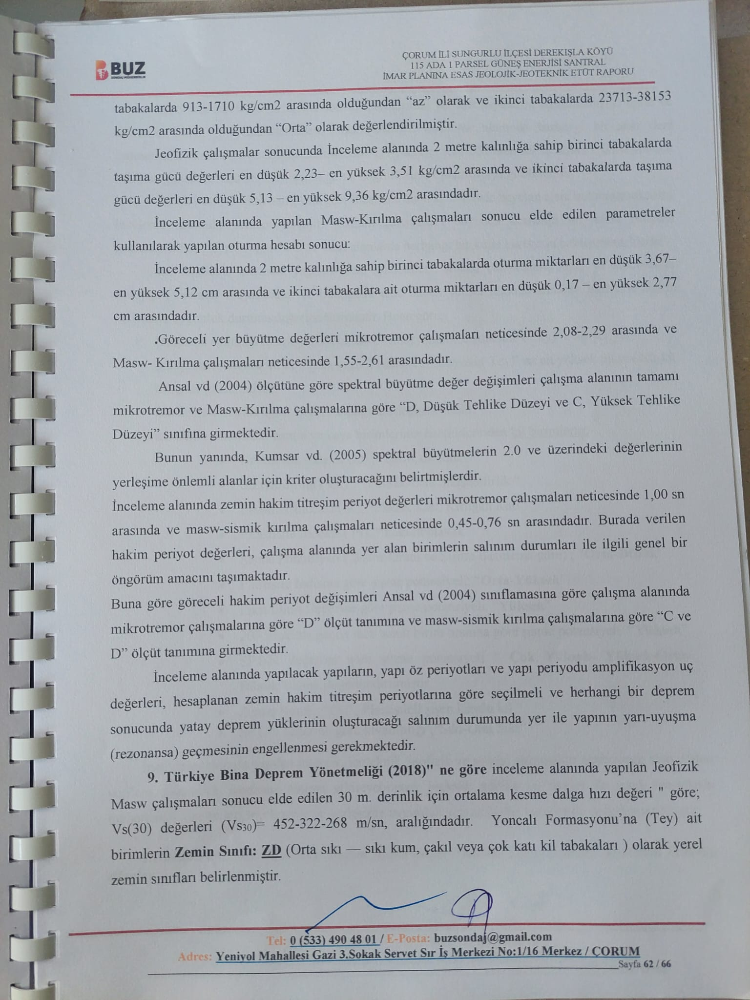 BUZ
SONDAJ MÜHENDİSLİK
ÇORUM İLİ SUNGURLU İLÇESİ DEREKIŞLA KÖYÜ
115 ADA 1 PARSEL GÜNEŞ ENERJİSİ SANTRAL
İMAR PLANINA ESAS JEOLOJİK-JEOTEKNİK ETÜT RAPORU
tabakalarda 913-1710 kg/cm2 arasında olduğundan “az” olarak ve ikinci tabakalarda 23713-38153
kg/cm2 arasında olduğundan “Orta” olarak değerlendirilmiştir.
Jeofizik çalışmalar sonucunda İnceleme alanında 2 metre kalınlığa sahip birinci tabakalarda
taşıma gücü değerleri en düşük 2,23– en yüksek 3,51 kg/cm2 arasında ve ikinci tabakalarda taşıma
gücü değerleri en düşük 5,13 – en yüksek 9,36 kg/cm2 arasındadır.
İnceleme alanında yapılan Masw-Kırılma çalışmaları sonucu elde edilen parametreler
kullanılarak yapılan oturma hesabı sonucu:
İnceleme alanında 2 metre kalınlığa sahip birinci tabakalarda oturma miktarları en düşük 3,67–
en yüksek 5,12 cm arasında ve ikinci tabakalara ait oturma miktarları en düşük 0,17 – en yüksek 2,77
cm arasındadır.
.Göreceli yer büyütme değerleri mikrotremor çalışmaları neticesinde 2,08-2,29 arasında ve
Masw- Kırılma çalışmaları neticesinde 1,55-2,61 arasındadır.
Ansal vd (2004) ölçütüne göre spektral büyütme değer değişimleri çalışma alanının tamamı
mikrotremor ve Masw-Kırılma çalışmalarına göre “D, Düşük Tehlike Düzeyi ve C, Yüksek Tehlike
Düzeyi” sınıfına girmektedir.
Bunun yanında, Kumsar vd. (2005) spektral büyütmelerin 2.0 ve üzerindeki değerlerinin
yerleşime önlemli alanlar için kriter oluşturacağını belirtmişlerdir.
İnceleme alanında zemin hakim titreşim periyot değerleri mikrotremor çalışmaları neticesinde 1,00 sn
arasında ve masw-sismik kırılma çalışmaları neticesinde 0,45-0,76 sn arasındadır. Burada verilen
hakim periyot değerleri, çalışma alanında yer alan birimlerin salınım durumları ile ilgili genel bir
öngörüm amacını taşımaktadır.
Buna göre göreceli hakim periyot değişimleri Ansal vd (2004) sınıflamasına göre çalışma alanında
mikrotremor çalışmalarına göre “D” ölçüt tanımına ve masw-sismik kırılma çalışmalarına göre “C ve
D” ölçüt tanımına girmektedir.
İnceleme alanında yapılacak yapıların, yapı öz periyotları ve yapı periyodu amplifikasyon uç
değerleri, hesaplanan zemin hakim titreşim periyotlarına göre seçilmeli ve herhangi bir deprem
sonucunda yatay deprem yüklerinin oluşturacağı salınım durumunda yer ile yapının yarı-uyuşma
(rezonansa) geçmesinin engellenmesi gerekmektedir.
9. Türkiye Bina Deprem Yönetmeliği (2018)" ne göre inceleme alanında yapılan Jeofizik
Masw çalışmaları sonucu elde edilen 30 m. derinlik için ortalama kesme dalga hızı değeri " göre;
Vs(30) değerleri (Vs30)= 452-322-268 m/sn, aralığındadır. Yoncalı Formasyonu’na (Tey) ait
birimlerin Zemin Sınıfı: ZD (Orta sıkı — sıkı kum, çakıl veya çok katı kil tabakaları ) olarak yerel
zemin sınıfları belirlenmiştir.
Tel: 0 (533) 490 48 01 / E-Posta: buzsondaj@gmail.com
Adres: Yeniyol Mahallesi Gazi 3.Sokak Servet Sır İş Merkezi No:1/16 Merkez / ÇORUM
Sayfa 62 / 66